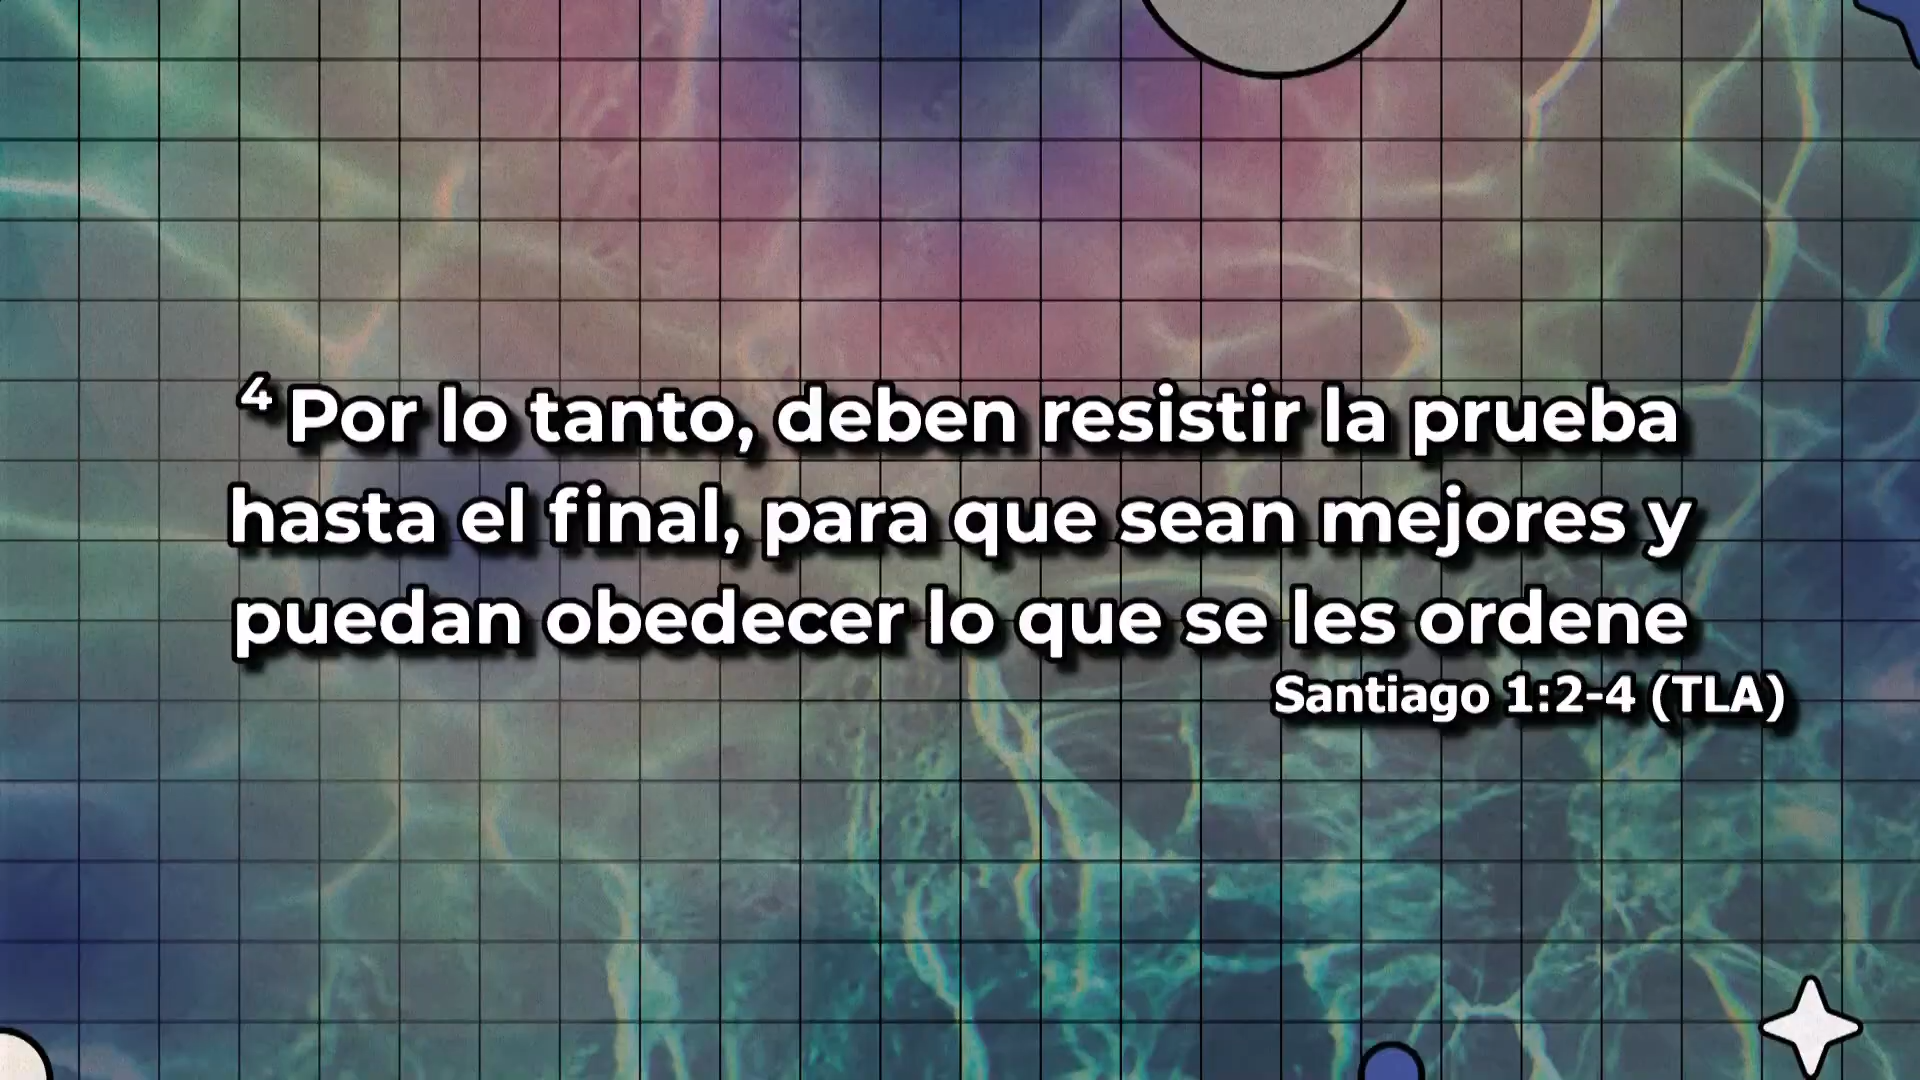 ⁴ Por lo tanto, deben resistir la prueba
hasta el final, para que sean mejores y
puedan obedecer lo que se les ordene
Santiago 1:2-4 (TLA)